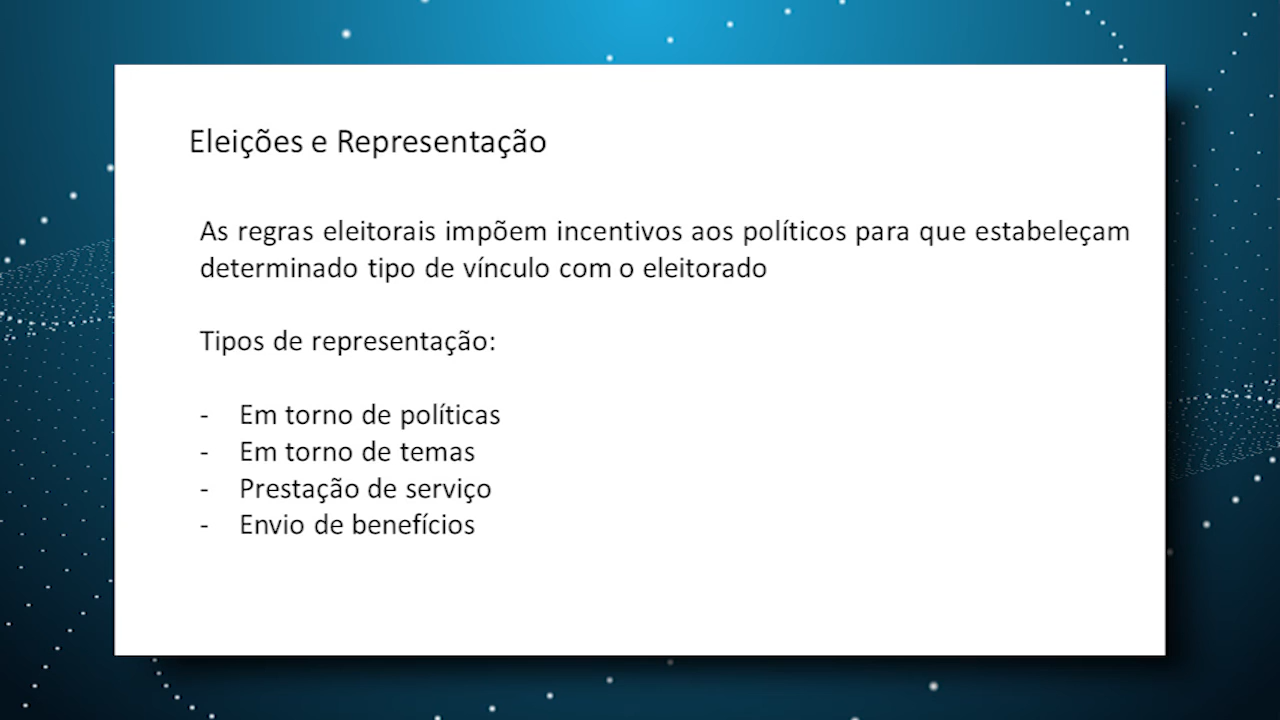 Eleições e Representação
As regras eleitorais impõem incentivos aos políticos para que estabeleçam
determinado tipo de vínculo com o eleitorado
Tipos de representação:
- Em torno de políticas
- Em torno de temas
- Prestação de serviço
- Envio de benefícios